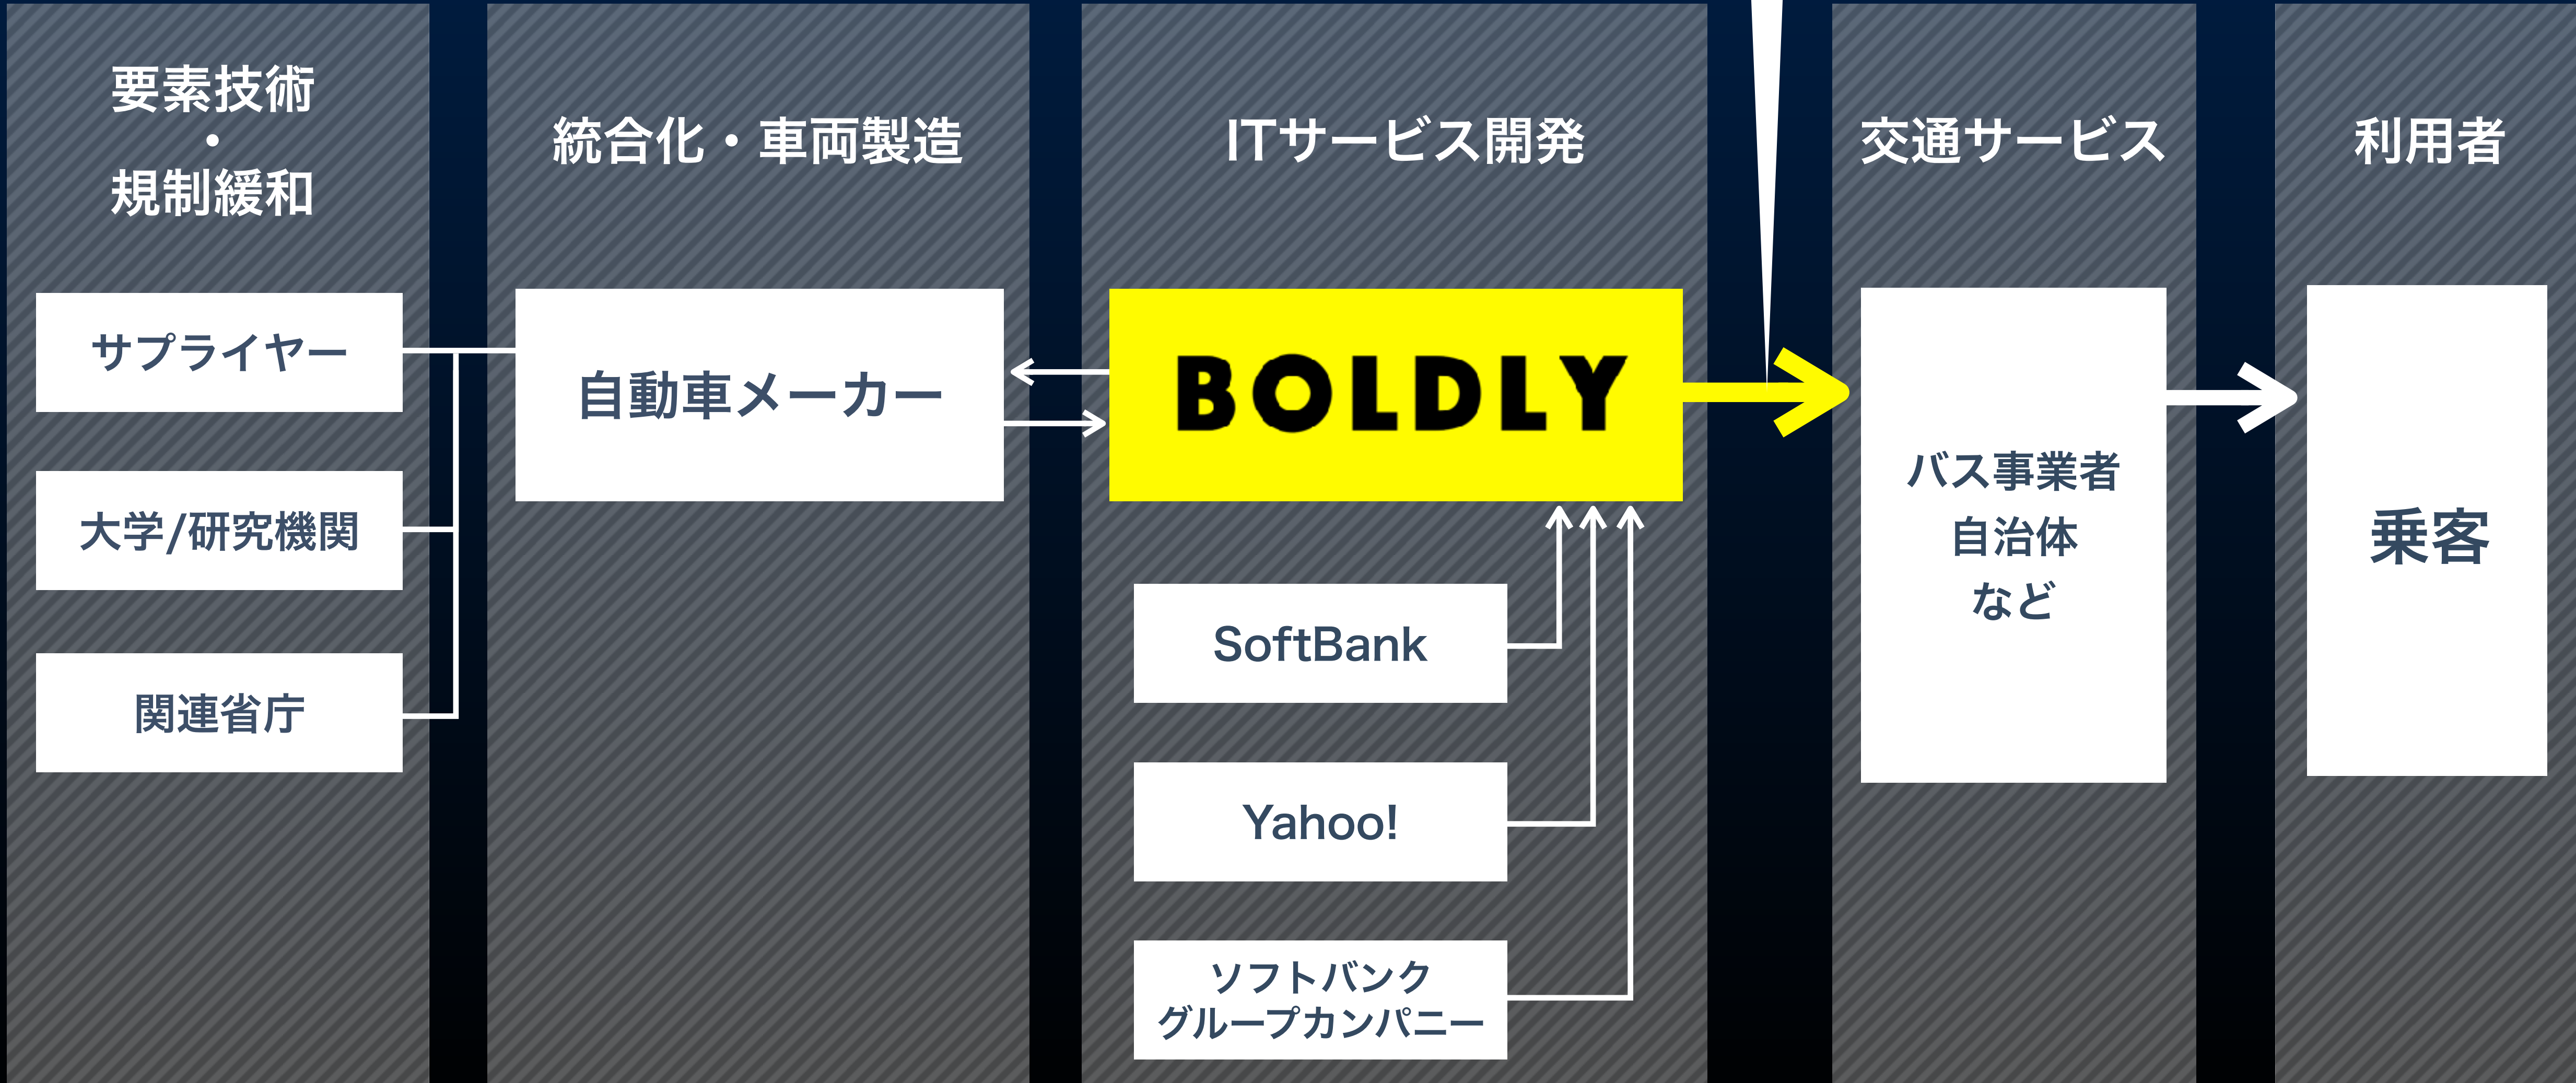 要素技術
・
規制緩和
サプライヤー
大学/研究機関
関連省庁
統合化・車両製造
自動車メーカー
ITサービス開発
BOLDLY
SoftBank
Yahoo!
ソフトバンク
グループカンパニー
交通サービス
バス事業者
自治体
など
利用者
乗客